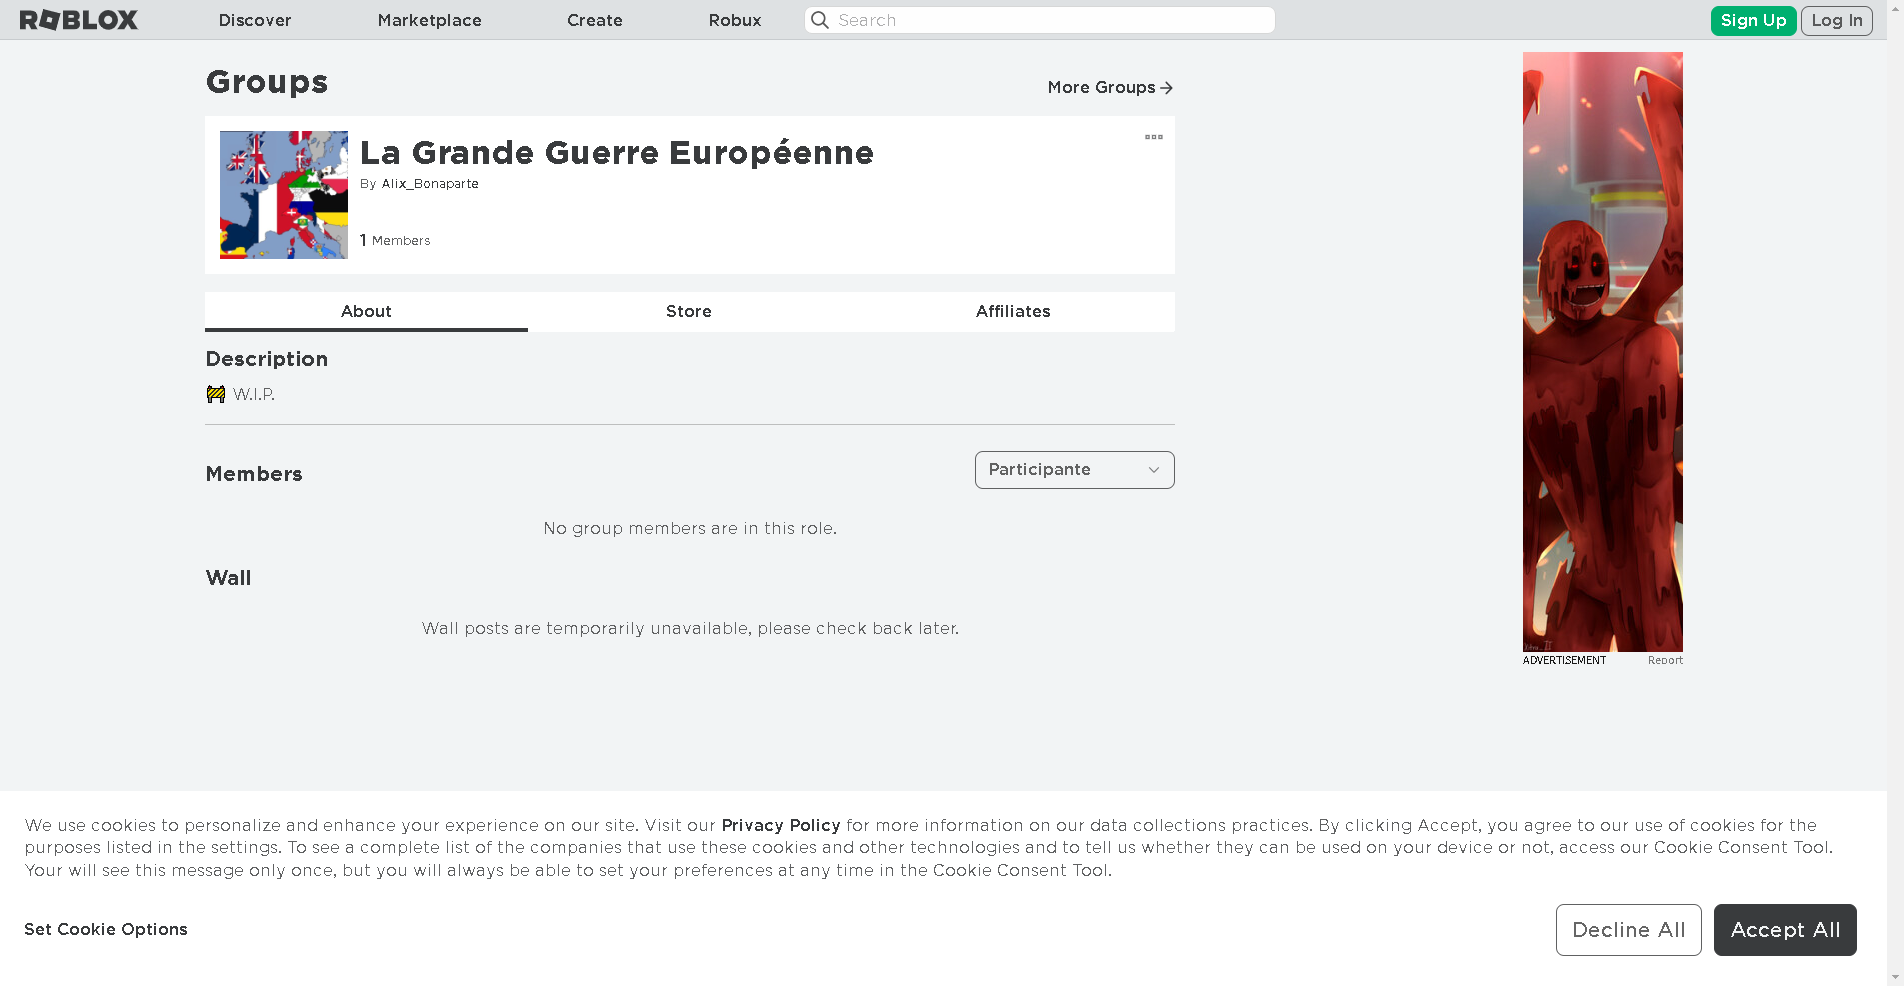 ROBLOX
Discover
Marketplace
Create
Robux
Search
Sign Up
Log In
Groups
More Groups
La Grande Guerre Européenne
By Alix_Bonaparte
1 Members
About
Store
Affiliates
Description
🚧 W.I.P.
Members
Participante
No group members are in this role.
Wall
Wall posts are temporarily unavailable, please check back later.
ADVERTISEMENT
Report
We use cookies to personalize and enhance your experience on our site. Visit our Privacy Policy for more information on our data collections practices. By clicking Accept, you agree to our use of cookies for the
purposes listed in the settings. To see a complete list of the companies that use these cookies and other technologies and to tell us whether they can be used on your device or not, access our Cookie Consent Tool.
Your will see this message only once, but you will always be able to set your preferences at any time in the Cookie Consent Tool.
Set Cookie Options
Decline All
Accept All